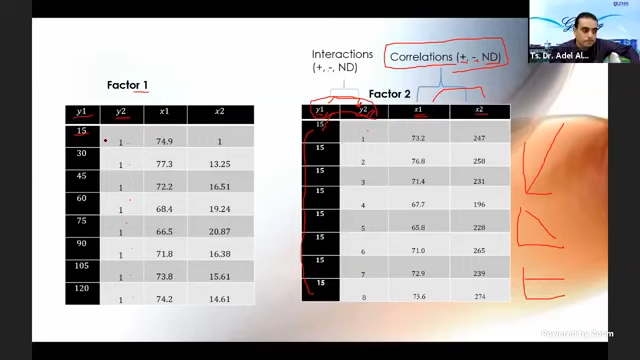 Ts. Dr. Adel Al...
Interactions
(+, -, ND)
Correlations (+, -, ND)
Factor 1
y1 y2 x1 x2
15 1 74.9 1
30 1 77.3 13.25
45 1 72.2 16.51
60 1 68.4 19.24
75 1 66.5 20.87
90 1 71.8 16.38
105 1 73.8 15.61
120 1 74.2 14.61
Factor 2
y1 y2 x1 x2
15 1 73.2 247
15 2 76.8 258
15 3 71.4 231
15 4 67.7 196
15 5 65.8 228
15 6 71.0 265
15 7 72.9 239
15 8 73.6 274
Powered by Zoom